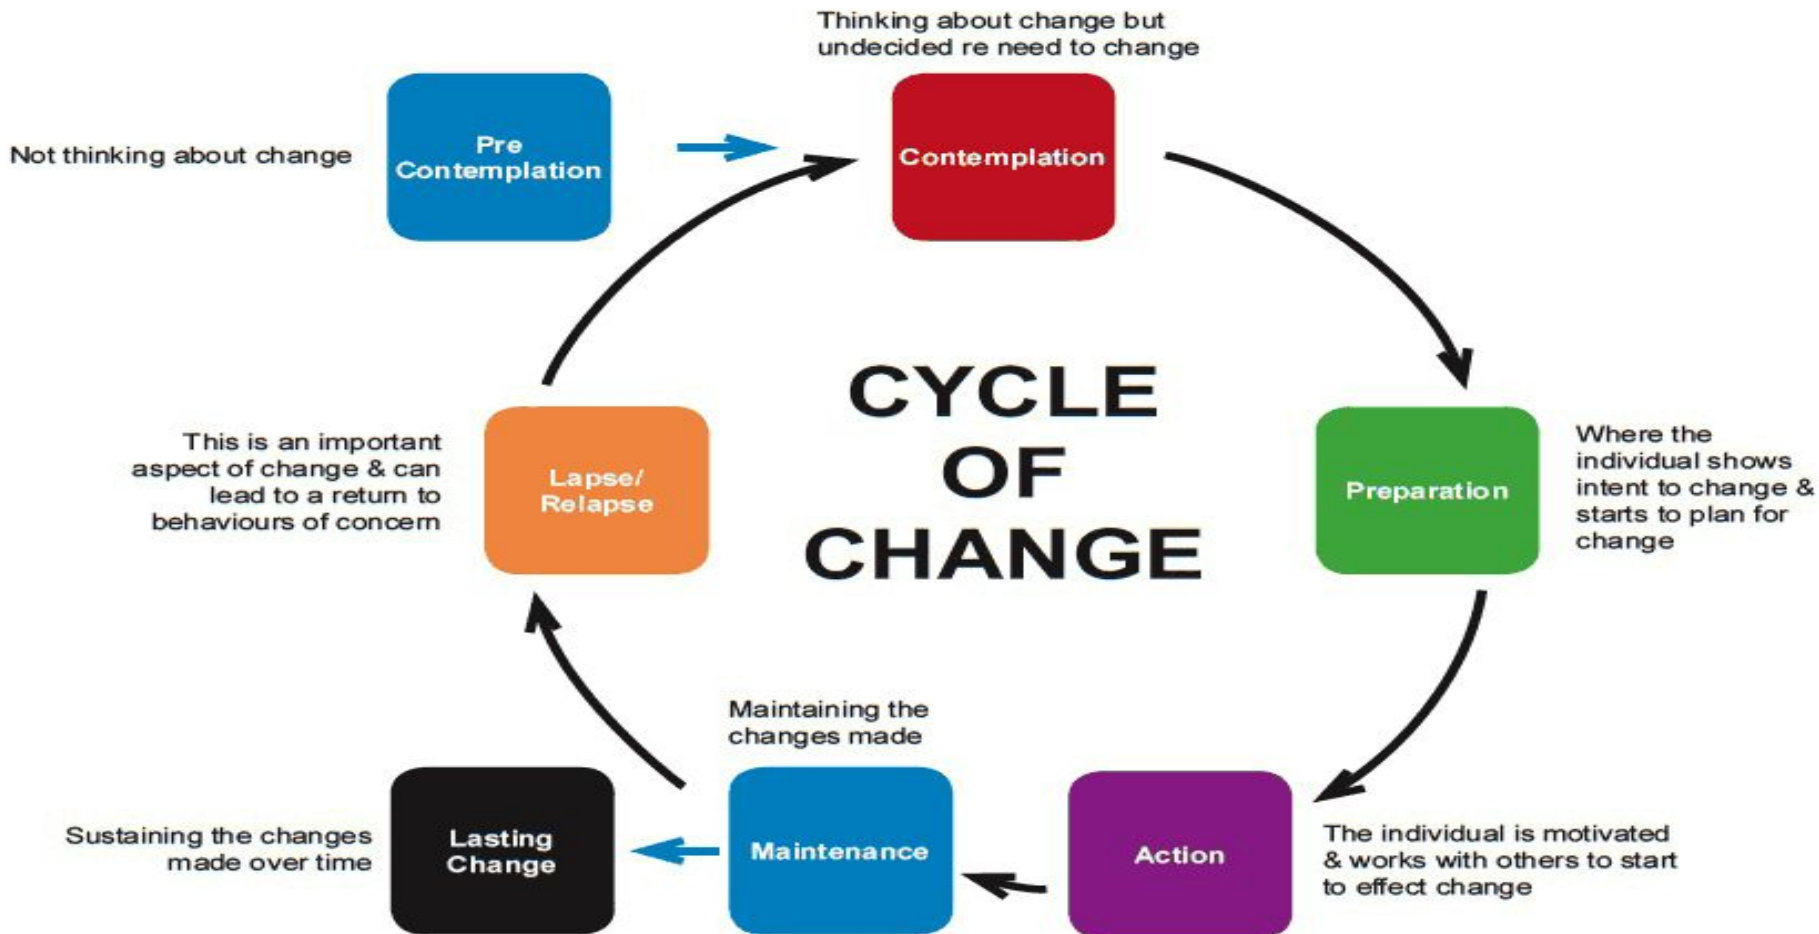 Thinking about change but
undecided re need to change
Not thinking about change
Pre
Contemplation
Contemplation
CYCLE
OF
CHANGE
This is an important
aspect of change & can
lead to a return to
behaviours of concern
Lapse/
Relapse
Preparation
Where the
individual shows
intent to change &
starts to plan for
change
Maintaining the
changes made
Sustaining the changes
made over time
Lasting
Change
Maintenance
Action
The individual is motivated
& works with others to start
to effect change